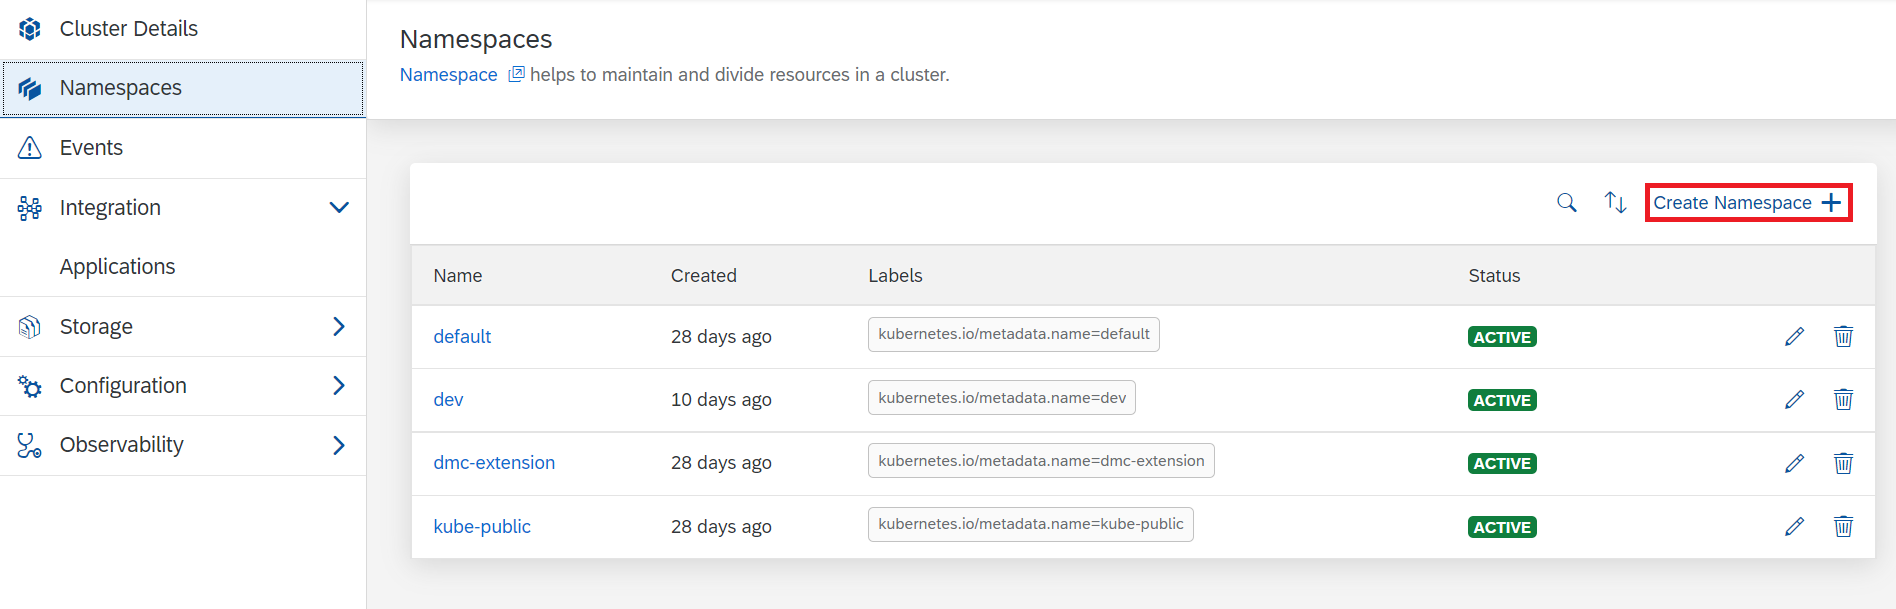 Cluster Details
Namespaces
Events
Integration
Applications
Storage
Configuration
Observability
Namespaces
Namespace helps to maintain and divide resources in a cluster.
Create Namespace
Name Created Labels Status
default 28 days ago kubernetes.io/metadata.name=default ACTIVE
dev 10 days ago kubernetes.io/metadata.name=dev ACTIVE
dmc-extension 28 days ago kubernetes.io/metadata.name=dmc-extension ACTIVE
kube-public 28 days ago kubernetes.io/metadata.name=kube-public ACTIVE